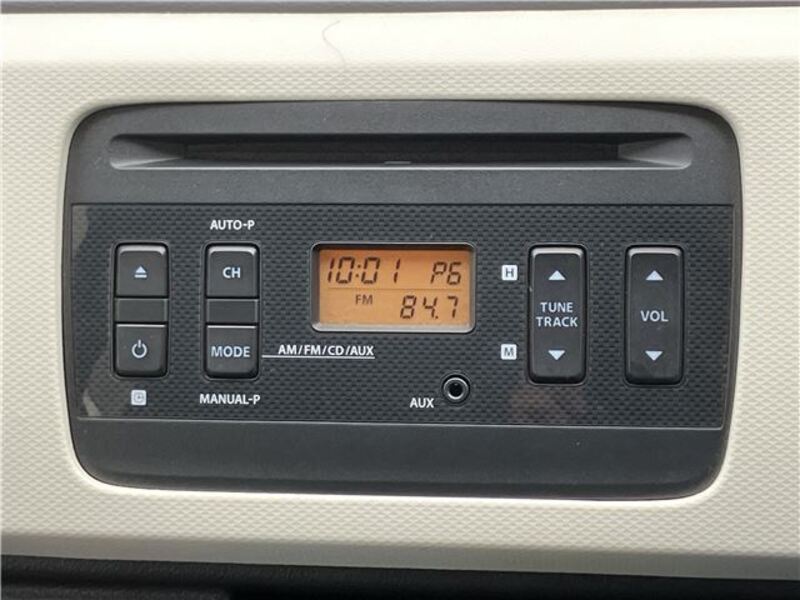 AUTO-P
CH
MODE
MANUAL-P
10:01 P6
FM
84.7
AM/FM/CD/AUX
AUX
H
M
TUNE
TRACK
VOL